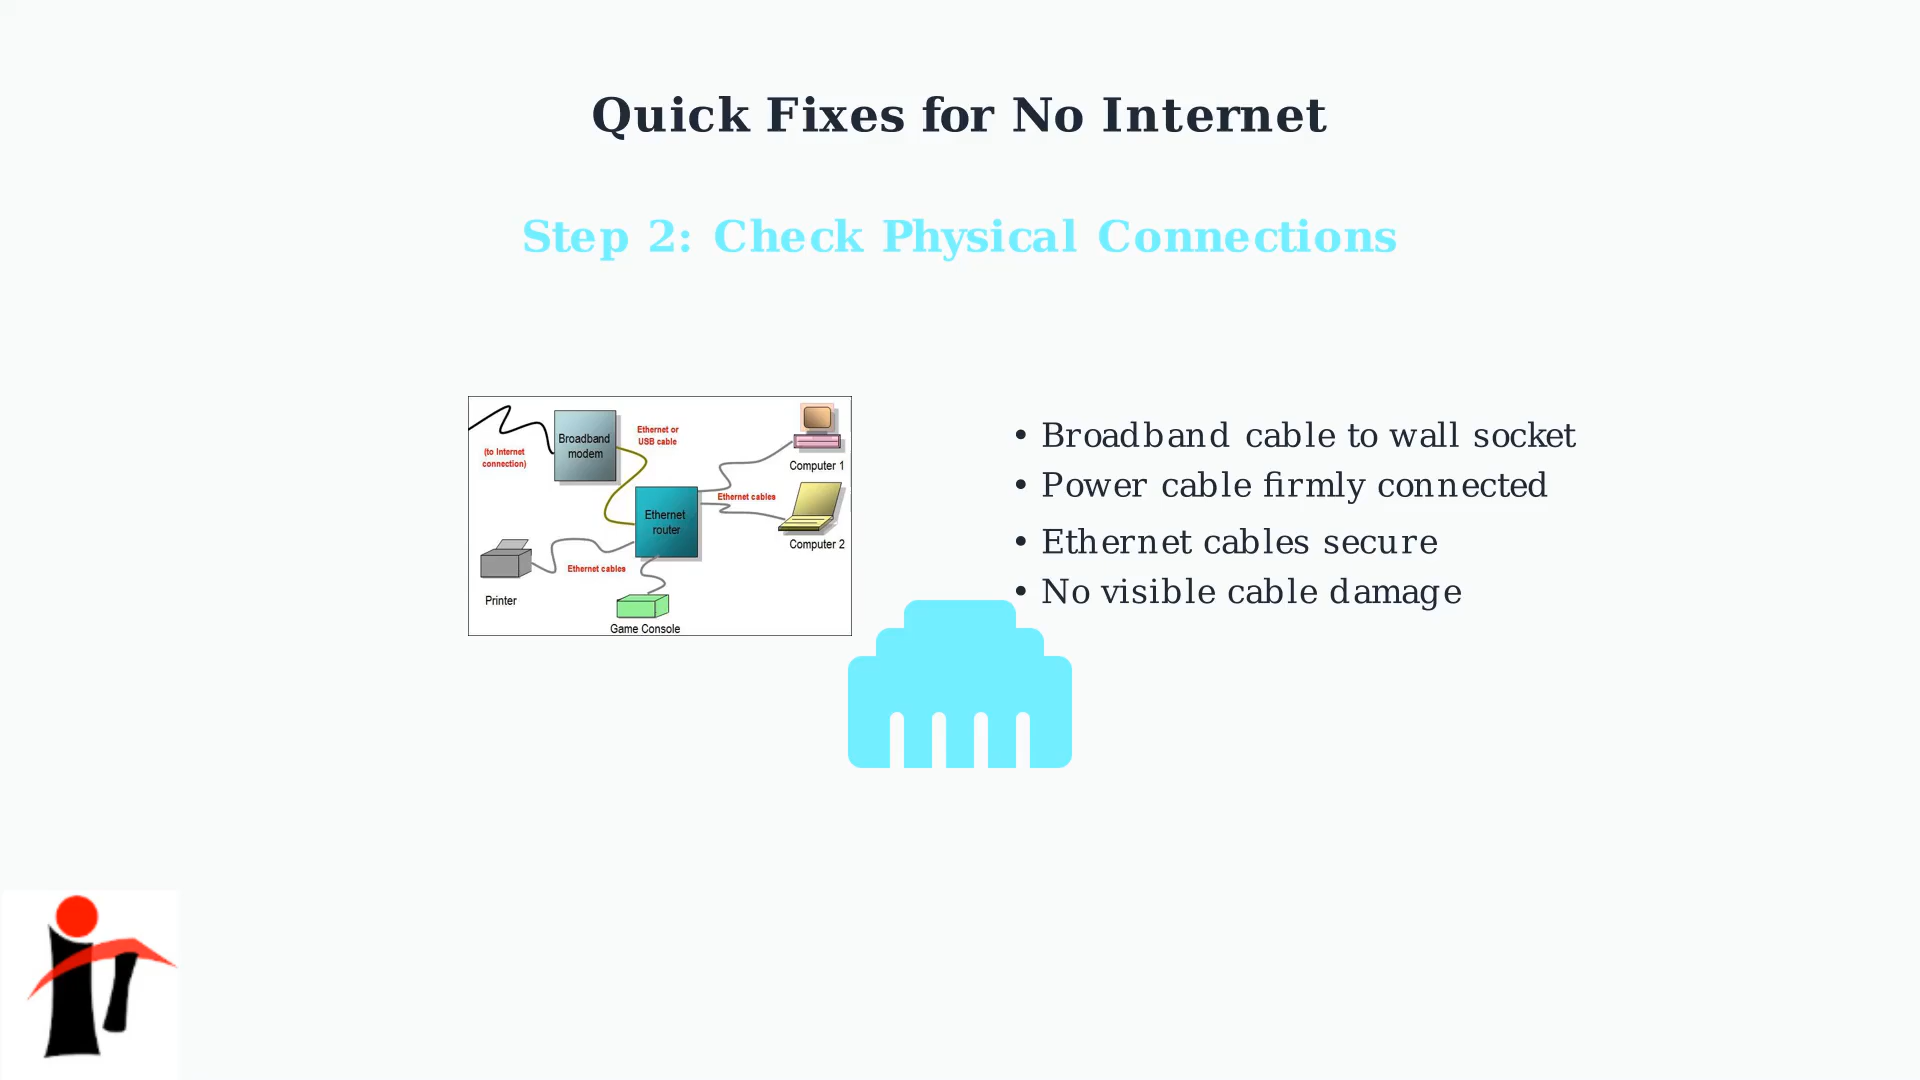 Quick Fixes for No Internet
Step 2: Check Physical Connections
(to Internet
connection)
Broadband
modem
Ethernet or
USB cable
Computer 1
Ethernet cables
Ethernet
router
Computer 2
Ethernet cables
Printer
Game Console
• Broadband cable to wall socket
• Power cable firmly connected
• Ethernet cables secure
• No visible cable damage